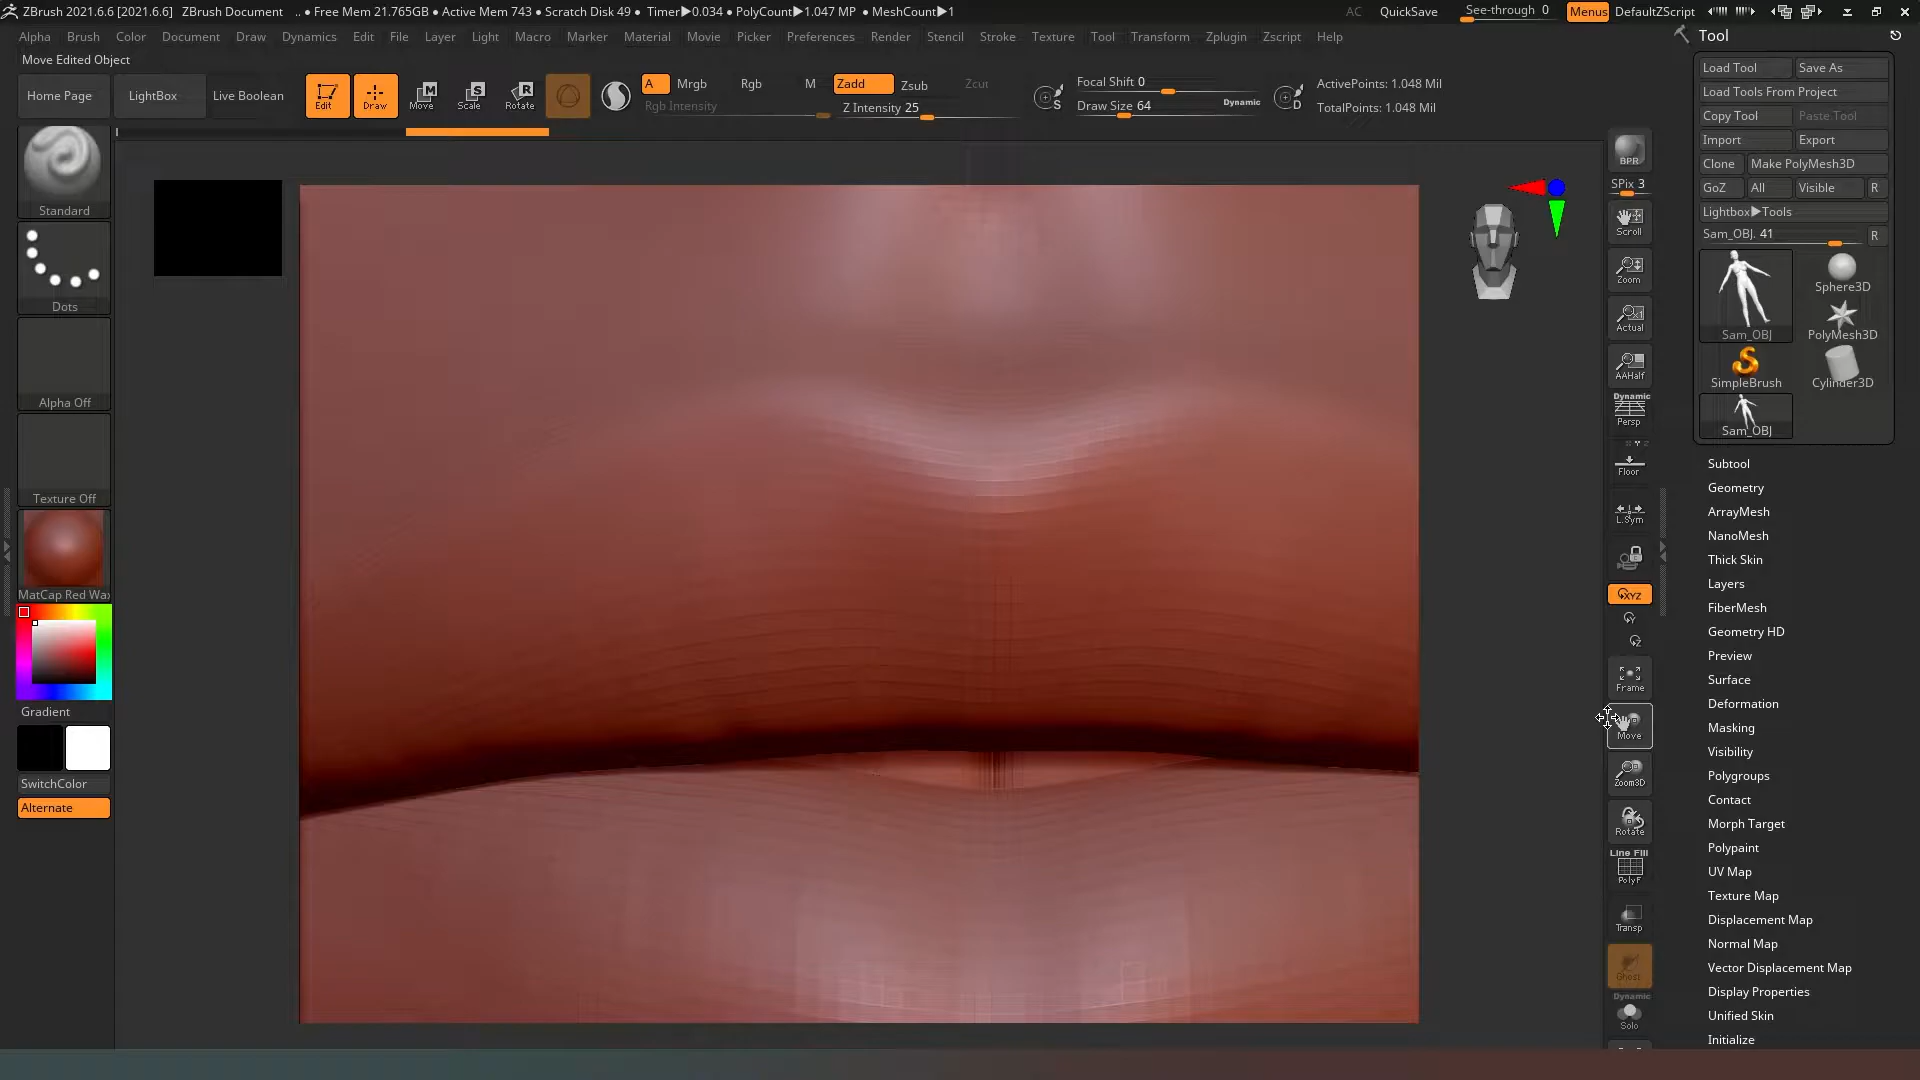 ZBrush 2021.6.6 [2021.6.6] ZBrush Document .. • Free Mem 21.765GB • Active Mem 743 • Scratch Disk 49 • Timer▶0.034 • PolyCount▶1.047 MP • MeshCount▶1 AC QuickSave See-through 0 Menus DefaultZScript
Alpha Brush Color Document Draw Dynamics Edit File Layer Light Macro Marker Material Movie Picker Preferences Render Stencil Stroke Texture Tool Transform Zplugin Zscript Help
Move Edited Object
Home Page LightBox Live Boolean Edit Draw Move Scale Rotate A Mrgb Rgb M Zadd Zsub Zcut Focal Shift 0 ActivePoints: 1.048 Mil
Rgb Intensity Z Intensity 25 Draw Size 64 Dynamic TotalPoints: 1.048 Mil
Standard
Dots
Alpha Off
Texture Off
MatCap Red Wax
Gradient
SwitchColor
Alternate
BPR
SPix 3
Scroll
Zoom
Actual
AAHalf
Dynamic
Persp
Floor
L.Sym
XYZ
Frame
Move
Zoom3D
Rotate
Line Fill
PolyF
Transp
Ghost
Dynamic
Solo
Tool
Load Tool Save As
Load Tools From Project
Copy Tool Paste Tool
Import Export
Clone Make PolyMesh3D
GoZ All Visible R
Lightbox▶Tools
Sam_OBJ. 41 R
Sam_OBJ Sphere3D
PolyMesh3D
SimpleBrush Cylinder3D
Sam_OBJ
Subtool
Geometry
ArrayMesh
NanoMesh
Thick Skin
Layers
FiberMesh
Geometry HD
Preview
Surface
Deformation
Masking
Visibility
Polygroups
Contact
Morph Target
Polypaint
UV Map
Texture Map
Displacement Map
Normal Map
Vector Displacement Map
Display Properties
Unified Skin
Initialize